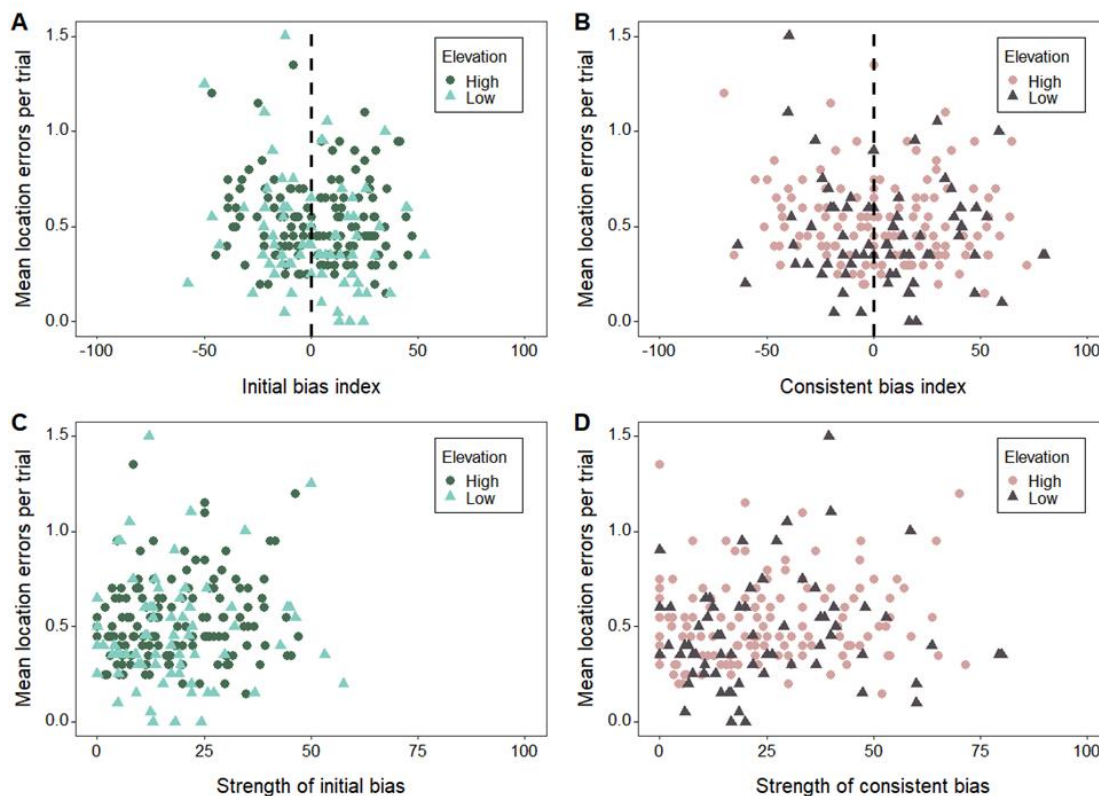 A
Mean location errors per trial
1.5
1.0
0.5
0.0
Elevation
High
Low
-100 -50 0 50 100
Initial bias index
B
Mean location errors per trial
1.5
1.0
0.5
0.0
Elevation
High
Low
-100 -50 0 50 100
Consistent bias index
C
Mean location errors per trial
1.5
1.0
0.5
0.0
Elevation
High
Low
0 25 50 75 100
Strength of initial bias
D
Mean location errors per trial
1.5
1.0
0.5
0.0
Elevation
High
Low
0 25 50 75 100
Strength of consistent bias